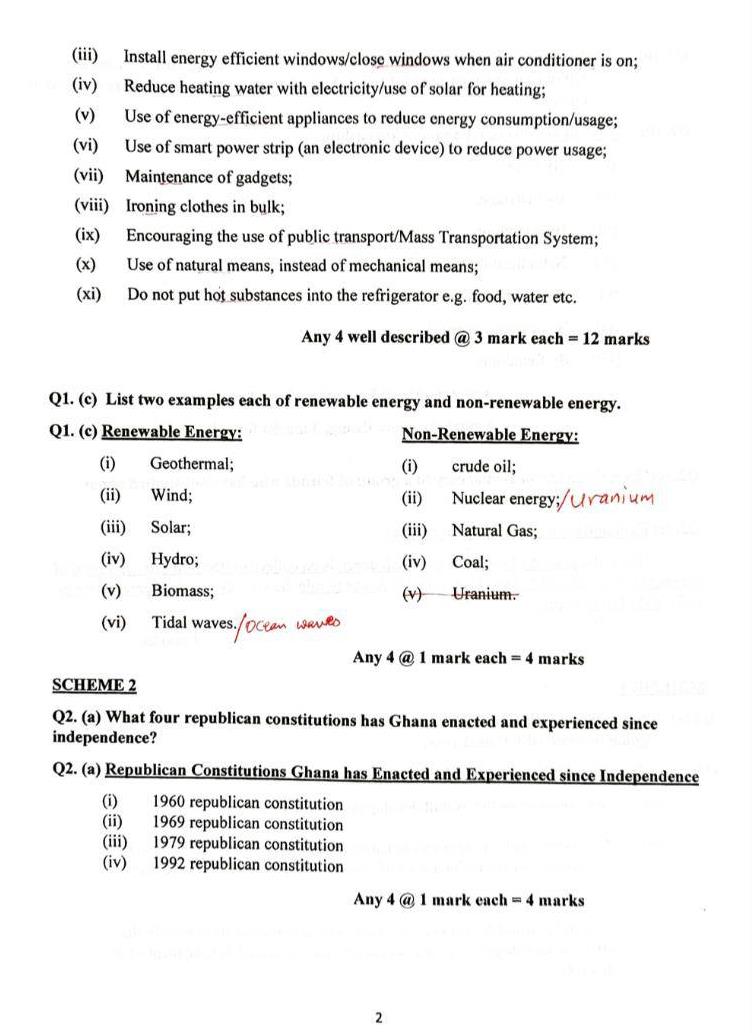 (iii) Install energy efficient windows/close windows when air conditioner is on;
(iv) Reduce heating water with electricity/use of solar for heating;
(v) Use of energy-efficient appliances to reduce energy consumption/usage;
(vi) Use of smart power strip (an electronic device) to reduce power usage;
(vii) Maintenance of gadgets;
(viii) Ironing clothes in bulk;
(ix) Encouraging the use of public transport/Mass Transportation System;
(x) Use of natural means, instead of mechanical means;
(xi) Do not put hot substances into the refrigerator e.g. food, water etc.
Any 4 well described @ 3 mark each = 12 marks
Q1. (c) List two examples each of renewable energy and non-renewable energy.
Q1. (c) Renewable Energy: Non-Renewable Energy:
(i) Geothermal; (i) crude oil;
(ii) Wind; (ii) Nuclear energy;/Uranium
(iii) Solar; (iii) Natural Gas;
(iv) Hydro; (iv) Coal;
(v) Biomass; (v) Uranium.
(vi) Tidal waves./ocean waves
Any 4 @ 1 mark each = 4 marks
SCHEME 2
Q2. (a) What four republican constitutions has Ghana enacted and experienced since
independence?
Q2. (a) Republican Constitutions Ghana has Enacted and Experienced since Independence
(i) 1960 republican constitution
(ii) 1969 republican constitution
(iii) 1979 republican constitution
(iv) 1992 republican constitution
Any 4 @ 1 mark each = 4 marks
2